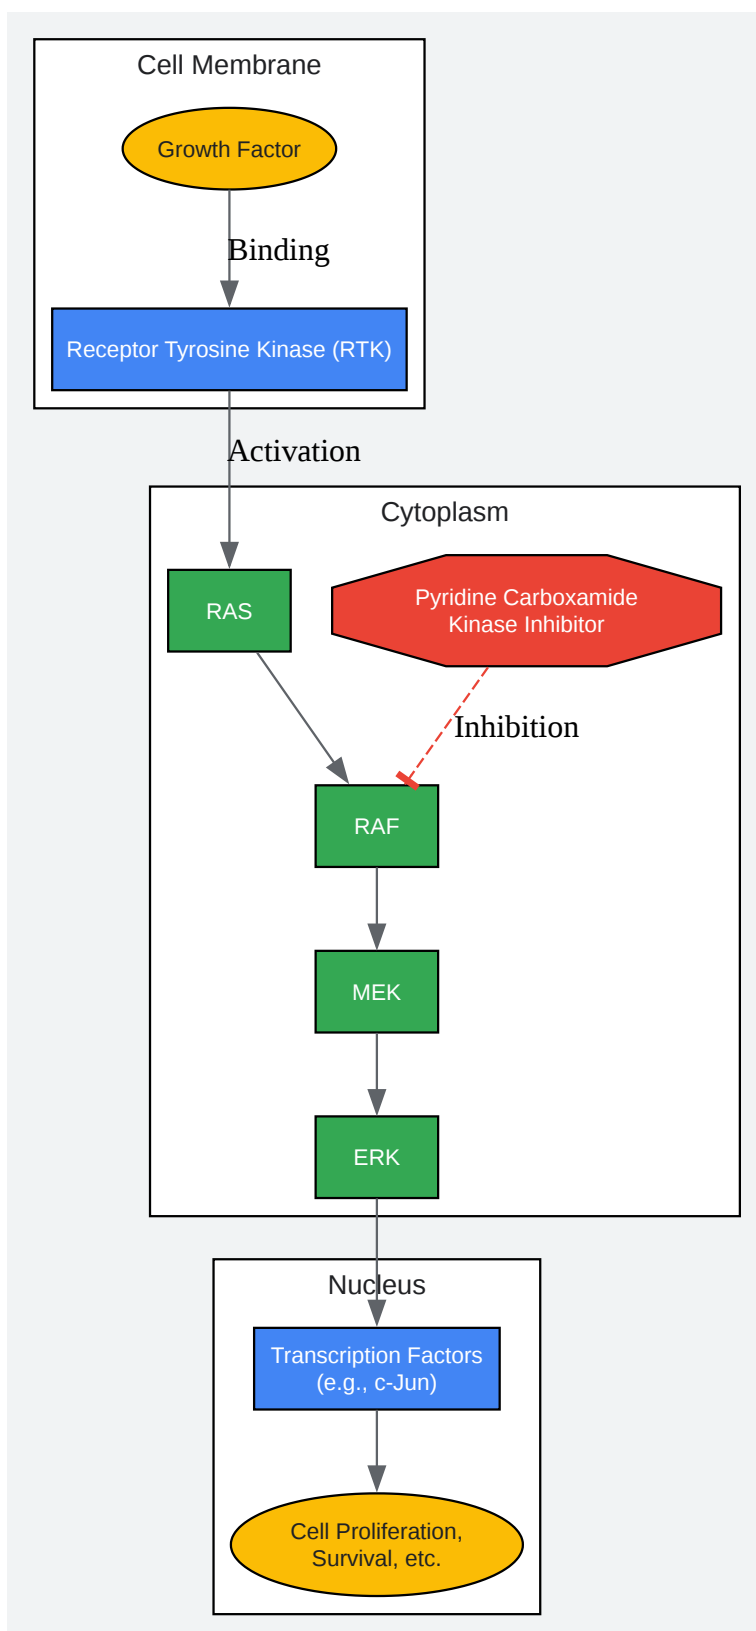 Cell Membrane
Growth Factor
Binding
Receptor Tyrosine Kinase (RTK)
Activation
Cytoplasm
RAS
Pyridine Carboxamide
Kinase Inhibitor
Inhibition
RAF
MEK
ERK
Nucleus
Transcription Factors
(e.g., c-Jun)
Cell Proliferation,
Survival, etc.